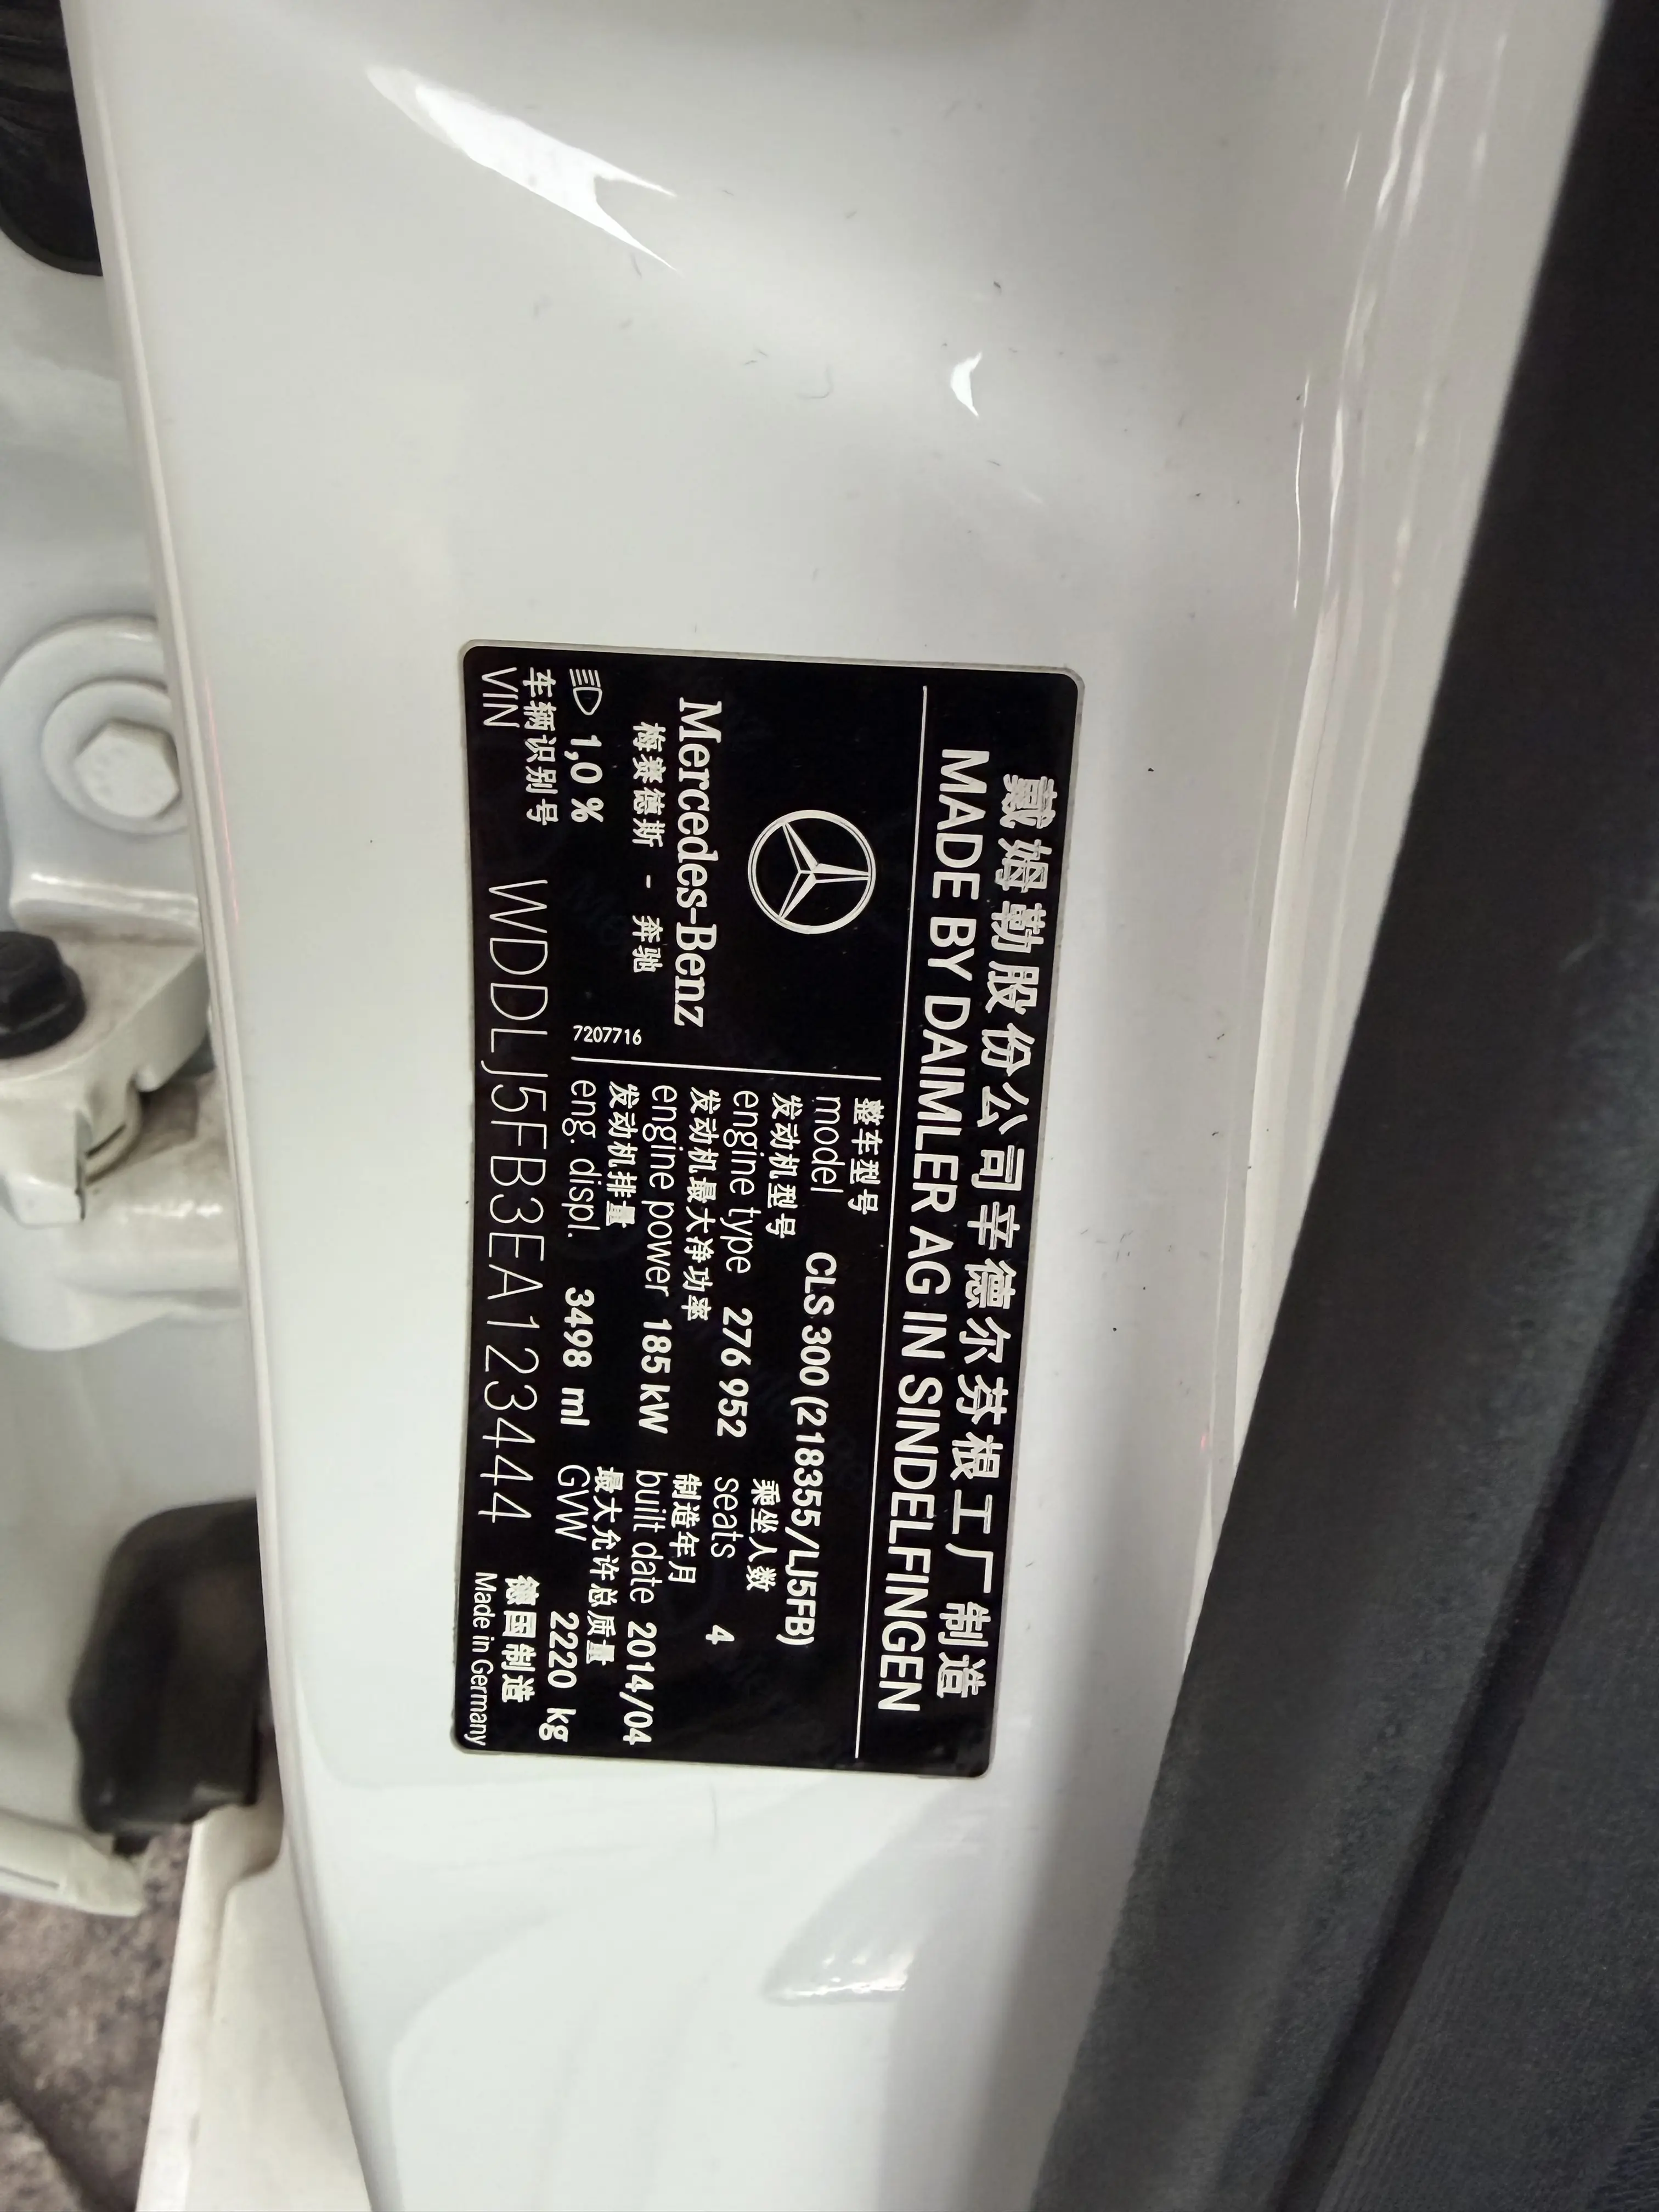 戴姆勒股份公司辛德尔芬根工厂制造
MADE BY DAIMLER AG IN SINDELFINGEN
Mercedes-Benz
梅赛德斯 - 奔驰
7207716
1,0 %
整车型号
model CLS 300 (218355/LJ5FB)
发动机型号 乘坐人数
engine type 276 952 seats 4
发动机最大净功率 制造年月
engine power 185 kW built date 2014/04
发动机排量 最大允许总质量
eng. displ. 3498 ml GVW 2220 kg
车辆识别号 德国制造
VIN WDDLJ5FB3EA123444 Made in Germany